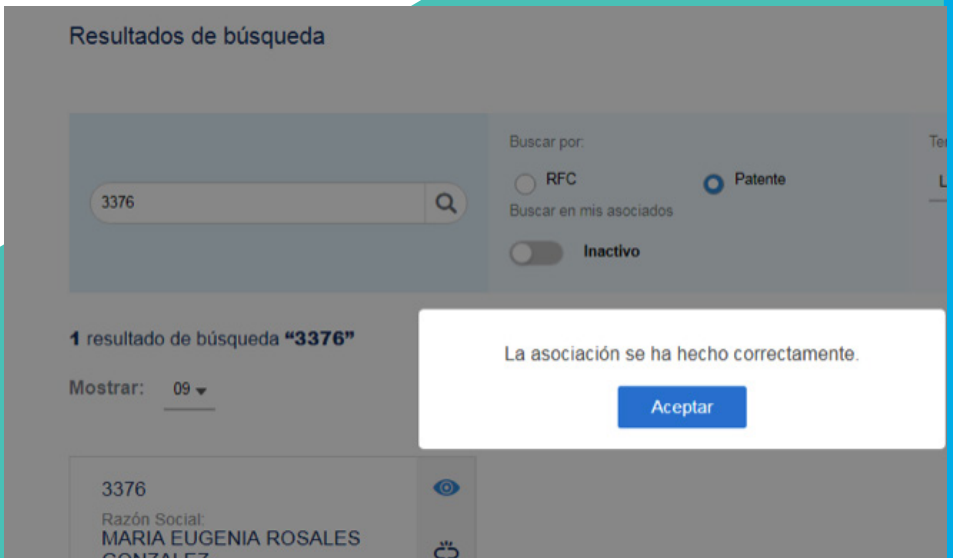 Resultados de búsqueda
Buscar por:
3376
RFC
Patente
Buscar en mis asociados
Inactivo
1 resultado de búsqueda “3376”
La asociación se ha hecho correctamente.
Mostrar: 09
Aceptar
3376
Razón Social:
MARIA EUGENIA ROSALES
GONZALEZ